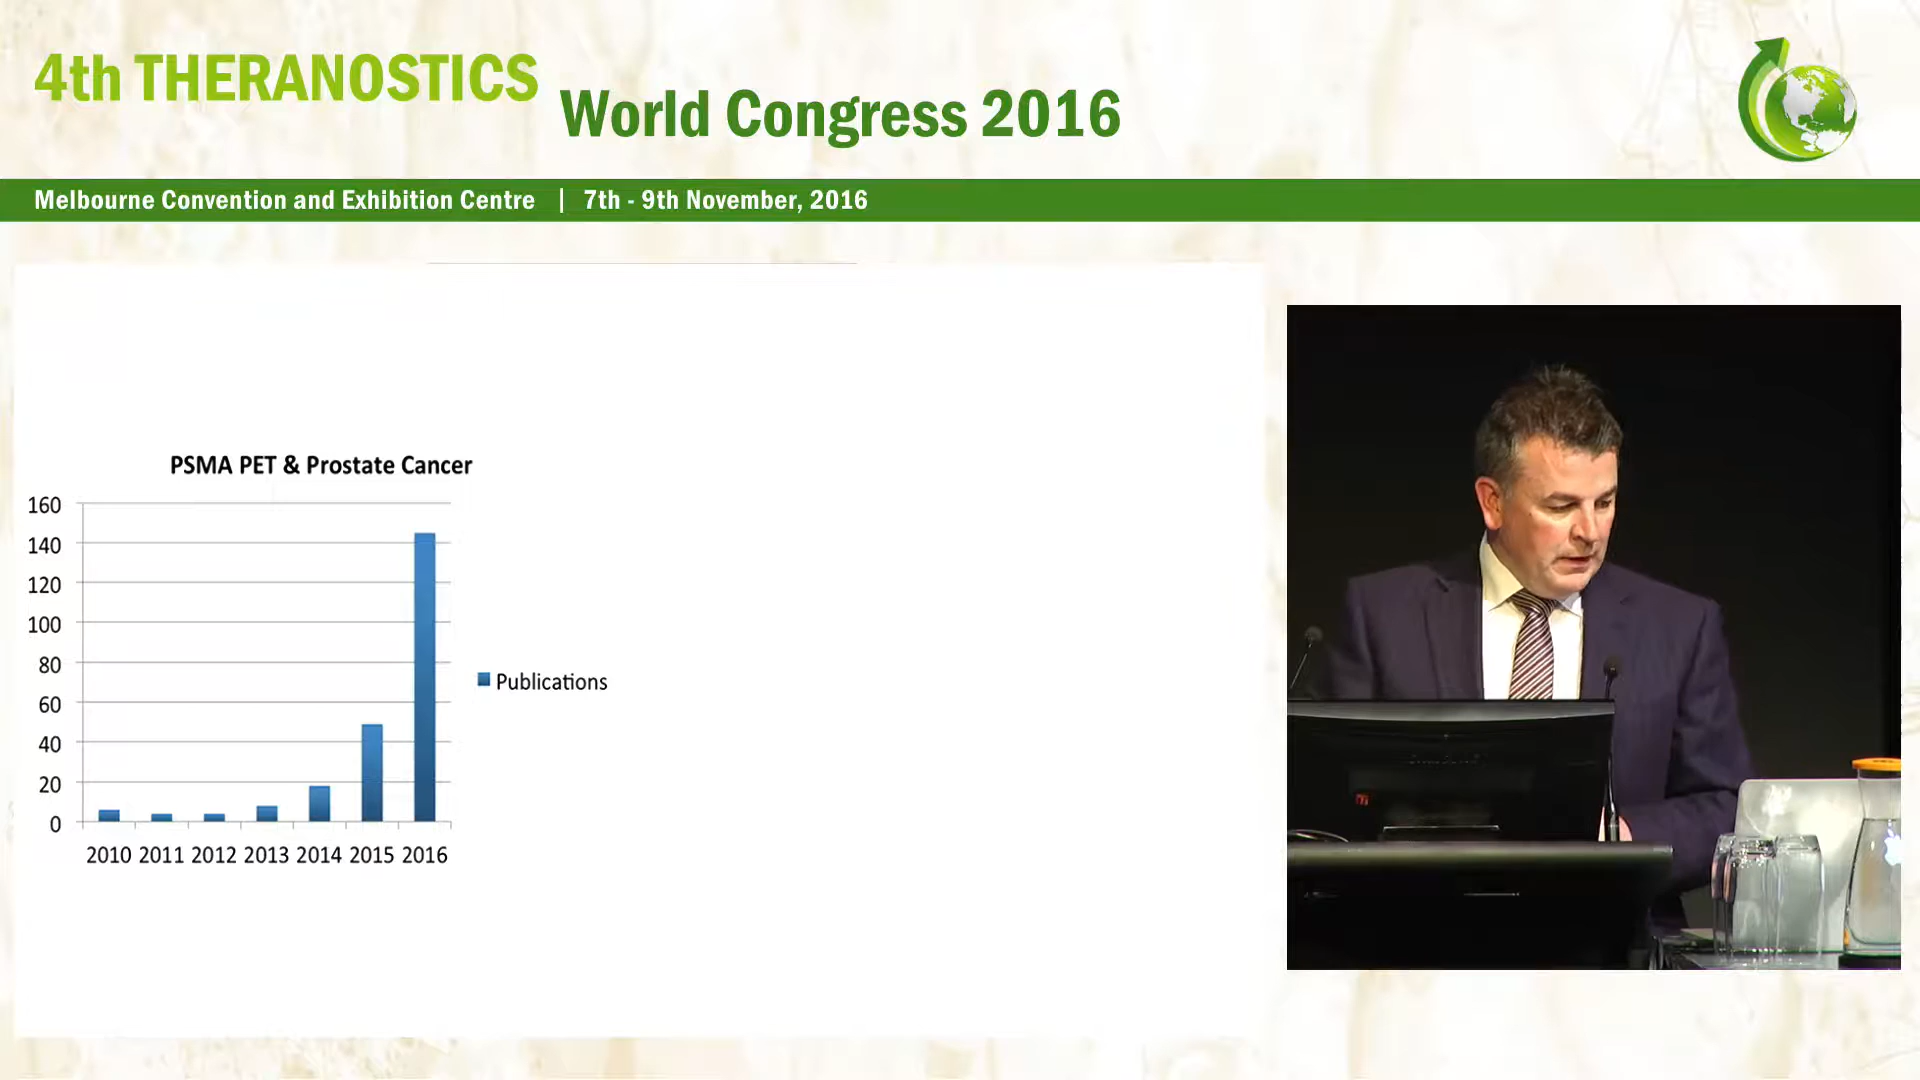 4th THERANOSTICS
World Congress 2016
Melbourne Convention and Exhibition Centre | 7th - 9th November, 2016
PSMA PET & Prostate Cancer
160
140
120
100
80
60
40
20
0
2010 2011 2012 2013 2014 2015 2016
Publications